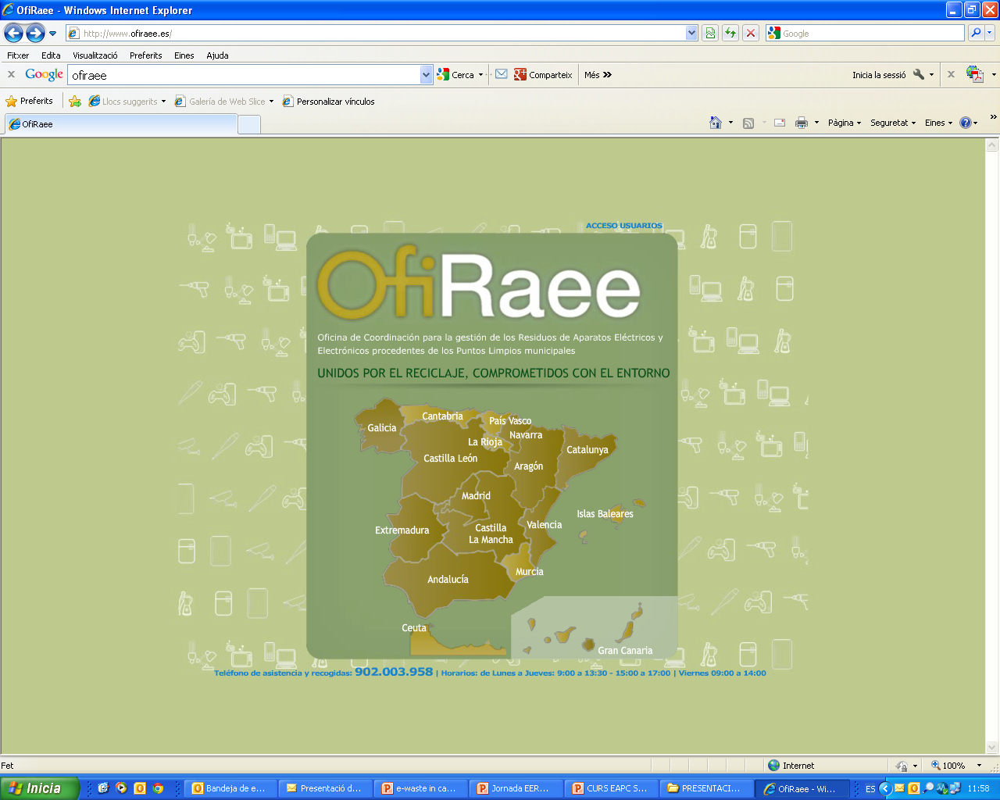 OfiRaee - Windows Internet Explorer
http://www.ofiraee.es/
Google
Fitxer Edita Visualització Preferits Eines Ajuda
x Google ofiraee Cerca Comparteix Més » Inicia la sessió x
Preferits Llocs suggerits Galeria de Web Slice Personalizar vínculos
OfiRaee Pàgina Seguretat Eines »
ACCESO USUARIOS
OfiRaee
Oficina de Coordinación para la gestión de los Residuos de Aparatos Eléctricos y
Electrónicos procedentes de los Puntos Limpios municipales
UNIDOS POR EL RECICLAJE, COMPROMETIDOS CON EL ENTORNO
Cantabria
País Vasco
Galicia
Navarra
La Rioja
Catalunya
Castilla León
Aragón
Madrid
Islas Baleares
Valencia
Extremadura
Castilla
La Mancha
Murcia
Andalucía
Ceuta
Gran Canaria
Teléfono de asistencia y recogidas: 902.003.958 | Horarios: de Lunes a Jueves: 9:00 a 13:30 - 15:00 a 17:00 | Viernes 09:00 a 14:00
Fet Internet 100%
Inicia Bandeja de e... Presentació d... e-waste in ca... Jornada EER... CURS EAPC S... PRESENTACI... OfiRaee - Wi... ES 11:58